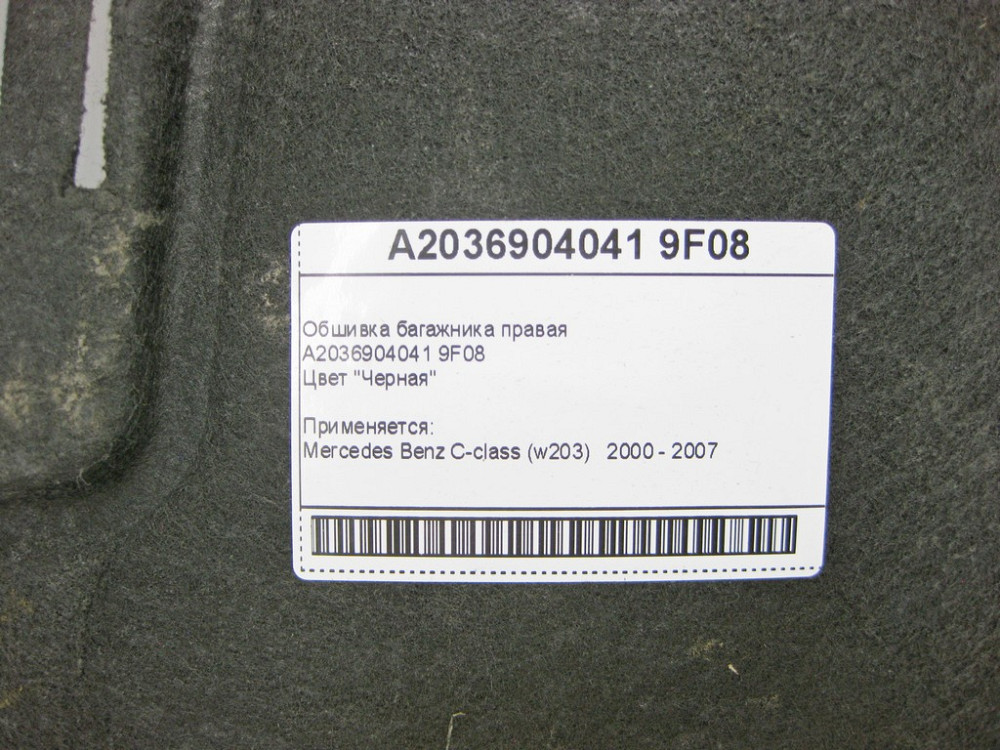 A2036904041 9F08
Обшивка багажника правая
A2036904041 9F08
Цвет "Черная"
Применяется:
Mercedes Benz C-class (w203) 2000 - 2007